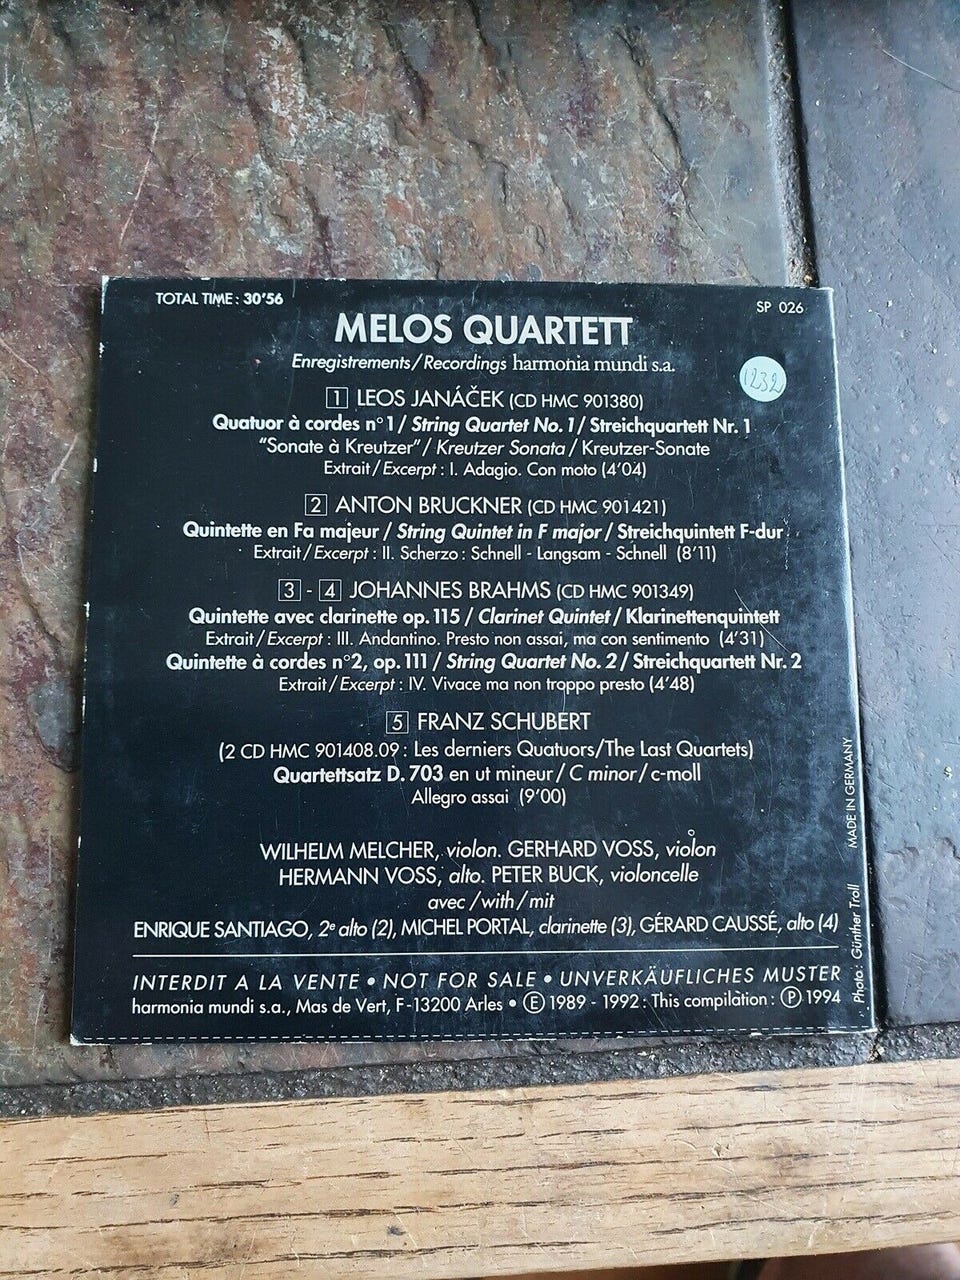 TOTAL TIME : 30'56
SP 026
MELOS QUARTETT
Enregistrements / Recordings harmonia mundi s.a.
1232
1 LEOS JANÁČEK (CD HMC 901380)
Quatuor à cordes n°1 / String Quartet No. 1 / Streichquartett Nr. 1
“Sonate à Kreutzer” / Kreutzer Sonata / Kreutzer-Sonate
Extrait / Excerpt : I. Adagio. Con moto (4'04)
2 ANTON BRUCKNER (CD HMC 901421)
Quintette en Fa majeur / String Quintet in F major / Streichquintett F-dur
Extrait / Excerpt : II. Scherzo : Schnell - Langsam - Schnell (8'11)
3 - 4 JOHANNES BRAHMS (CD HMC 901349)
Quintette avec clarinette op. 115 / Clarinet Quintet / Klarinettenquintett
Extrait / Excerpt : III. Andantino. Presto non assai, ma con sentimento (4'31)
Quintette à cordes n°2, op. 111 / String Quartet No. 2 / Streichquartett Nr. 2
Extrait / Excerpt : IV. Vivace ma non troppo presto (4'48)
5 FRANZ SCHUBERT
(2 CD HMC 901408.09 : Les derniers Quatuors/The Last Quartets)
Quartettsatz D. 703 en ut mineur / C minor / c-moll
Allegro assai (9'00)
WILHELM MELCHER, violon. GERHARD VOSS, violon
HERMANN VOSS, alto. PETER BUCK, violoncelle
avec / with / mit
ENRIQUE SANTIAGO, 2e alto (2), MICHEL PORTAL, clarinette (3), GÉRARD CAUSSÉ, alto (4)
INTERDIT A LA VENTE • NOT FOR SALE • UNVERKÄUFLICHES MUSTER
harmonia mundi s.a., Mas de Vert, F-13200 Arles • Ⓔ 1989 - 1992 : This compilation : Ⓟ 1994
Photo : Günther Troll
MADE IN GERMANY